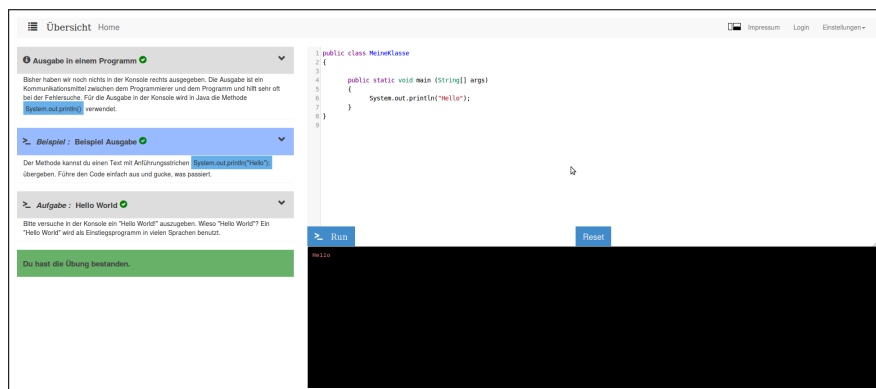 Übersicht Home
Impressum Login Einstellungen
Ausgabe in einem Programm
Bisher haben wir noch nichts in der Konsole rechts ausgegeben. Die Ausgabe ist ein
Kommunikationsmittel zwischen dem Programmierer und dem Programm und hilft sehr oft
bei der Fehlersuche. Für die Ausgabe in der Konsole wird in Java die Methode
System.out.println() verwendet.
>_ Beispiel : Beispiel Ausgabe
Der Methode kannst du einen Text mit Anführungsstrichen System.out.println("Hello");
übergeben. Führe den Code einfach aus und gucke, was passiert.
>_ Aufgabe : Hello World
Bitte versuche in der Konsole ein "Hello World!" auszugeben. Wieso "Hello World"? Ein
"Hello World" wird als Einstiegsprogramm in vielen Sprachen benutzt.
Du hast die Übung bestanden.
1 public class MeineKlasse
2 {
3
4 public static void main (String[] args)
5 {
6 System.out.println("Hello");
7 }
8 }
9
>_ Run
Reset
Hello